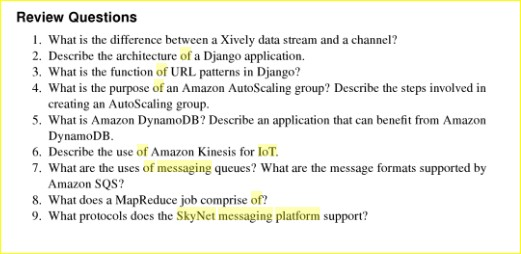 Review Questions
1. What is the difference between a Xively data stream and a channel?
2. Describe the architecture of a Django application.
3. What is the function of URL patterns in Django?
4. What is the purpose of an Amazon AutoScaling group? Describe the steps involved in
creating an AutoScaling group.
5. What is Amazon DynamoDB? Describe an application that can benefit from Amazon
DynamoDB.
6. Describe the use of Amazon Kinesis for IoT.
7. What are the uses of messaging queues? What are the message formats supported by
Amazon SQS?
8. What does a MapReduce job comprise of?
9. What protocols does the SkyNet messaging platform support?